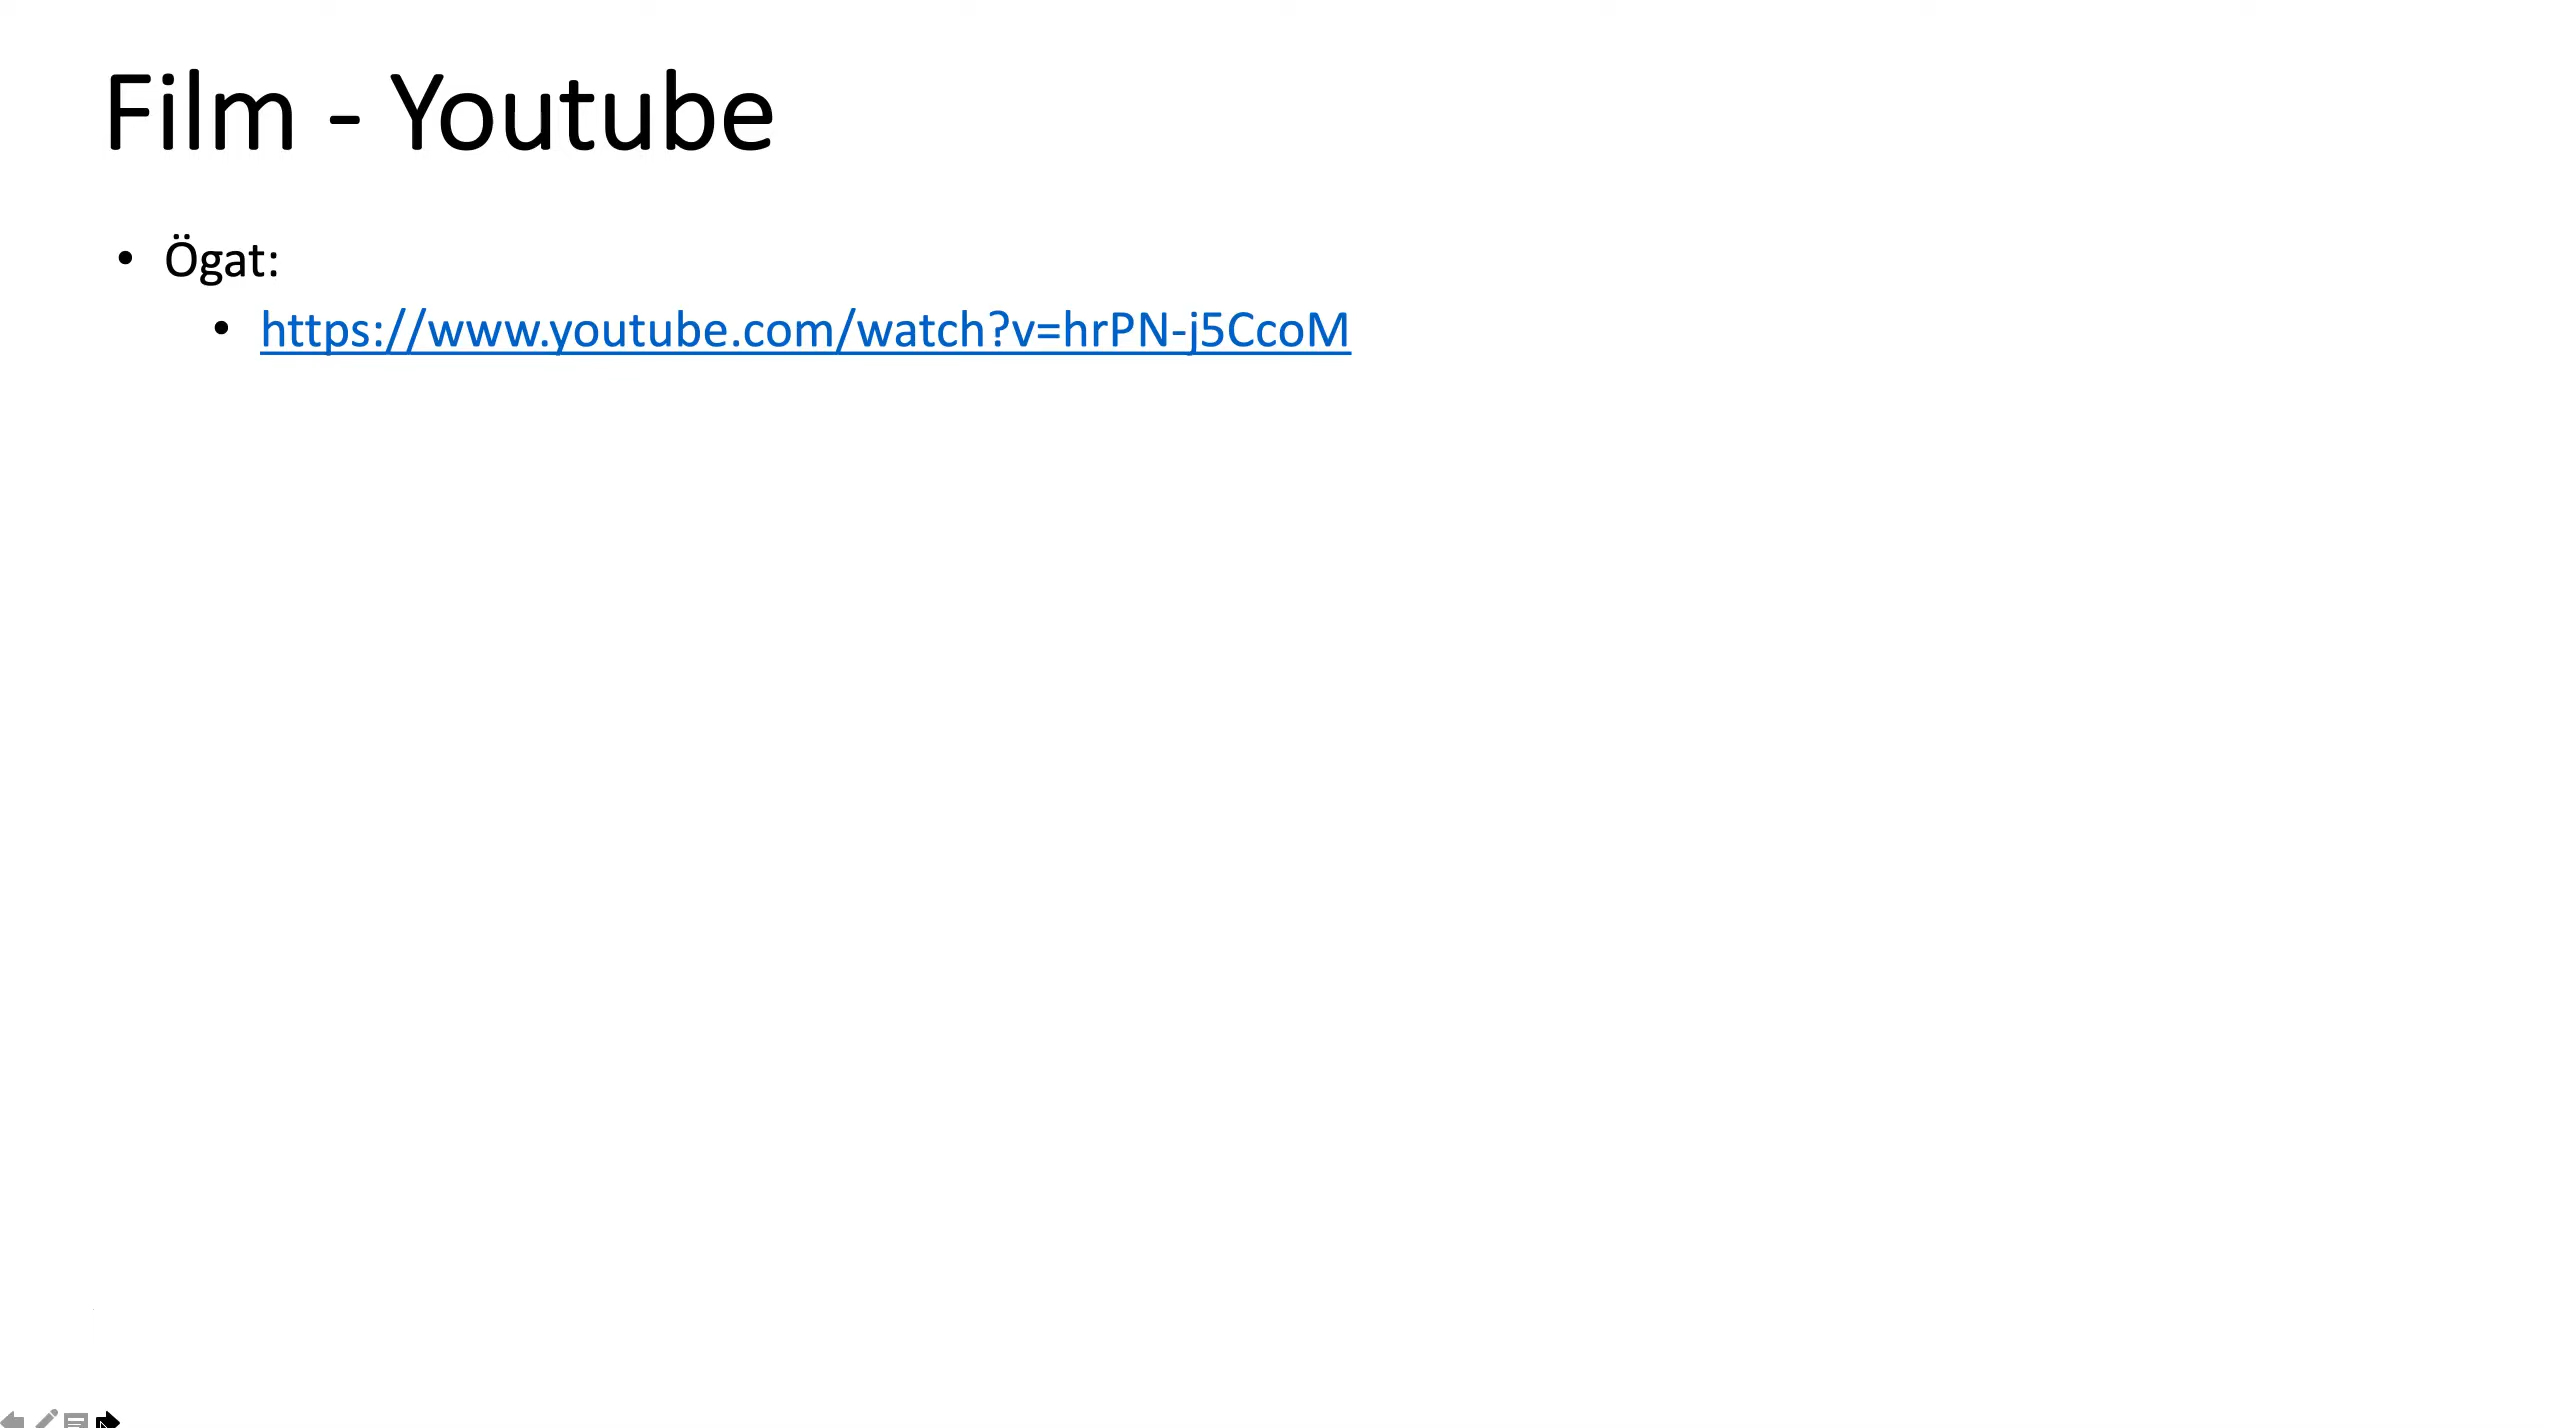 Film - Youtube
• Ögat:
• https://www.youtube.com/watch?v=hrPN-j5CcoM